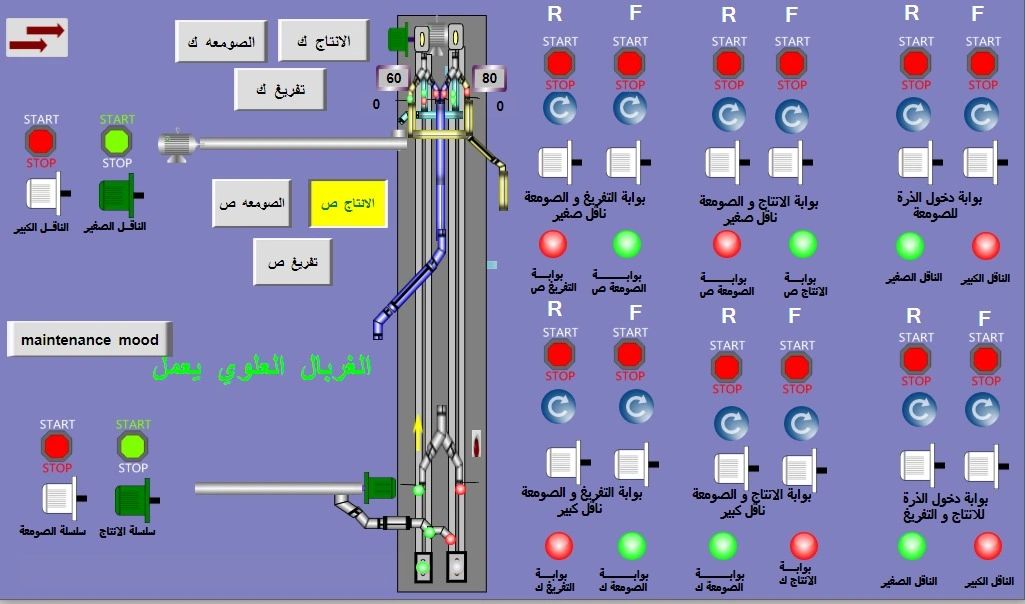 الصومعه ك
الانتاج ك
تفريغ ك
60
80
0
0
START
STOP
START
STOP
الناقل الكبير
الناقل الصغير
الصومعه ص
الانتاج ص
تفريغ ص
maintenance mood
الغربال العلوي يعمل
START
STOP
START
STOP
سلسلة الصومعة
سلسلة الانتاج
R
F
R
F
R
F
START
START
START
START
START
START
STOP
STOP
STOP
STOP
STOP
STOP
بوابة التفريغ و الصومعة
ناقل صغير
بوابة الانتاج و الصومعة
ناقل صغير
بوابة دخول الذرة
للصومعة
بوابة
التفريغ ص
بوابة
الصومعة ص
بوابة
الصومعة ص
بوابة
الانتاج ص
الناقل الصغير
الناقل الكبير
R
F
R
F
R
F
START
START
START
START
START
START
STOP
STOP
STOP
STOP
STOP
STOP
بوابة التفريغ و الصومعة
ناقل كبير
بوابة الانتاج و الصومعة
ناقل كبير
بوابة دخول الذرة
للانتاج و التفريغ
بوابة
التفريغ ك
بوابة
الصومعة ك
بوابة
الصومعة ك
بوابة
الانتاج ك
الناقل الصغير
الناقل الكبير